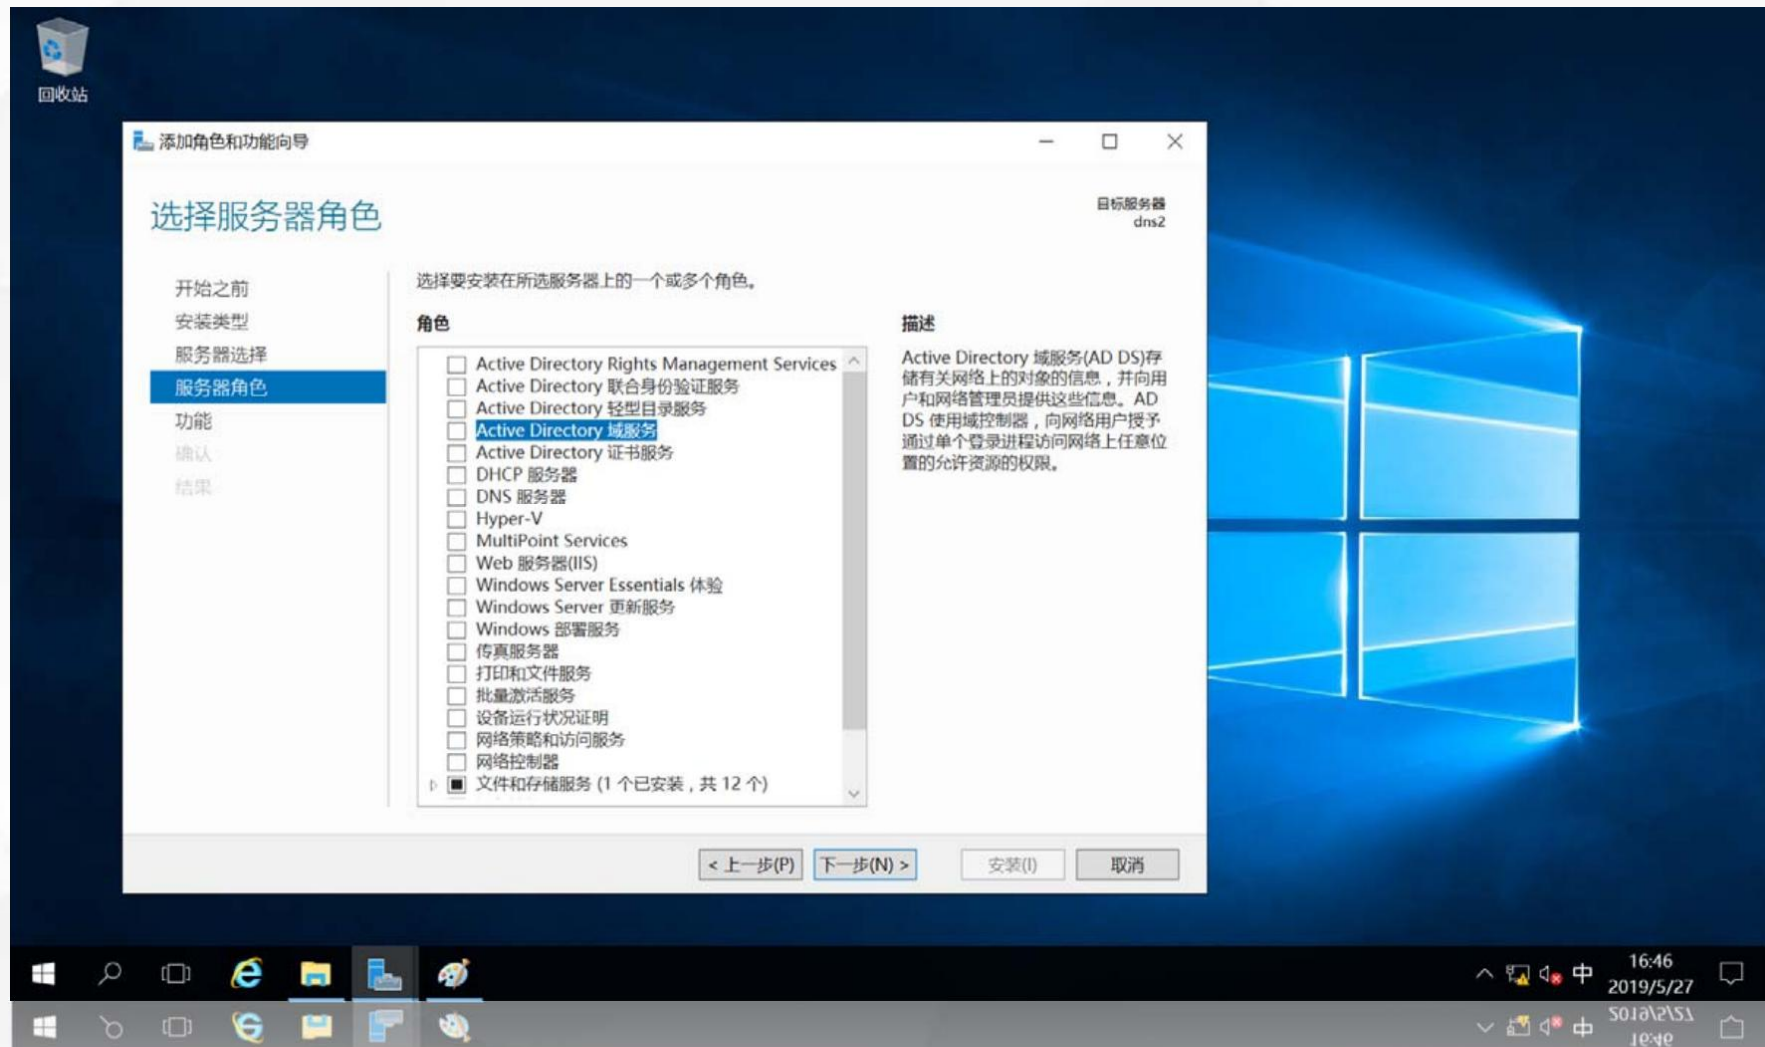 回收站
添加角色和功能向导
选择服务器角色
目标服务器
dns2
开始之前
安装类型
服务器选择
服务器角色
功能
确认
结果
选择要安装在所选服务器上的一个或多个角色。
角色
Active Directory Rights Management Services
Active Directory 联合身份验证服务
Active Directory 轻型目录服务
Active Directory 域服务
Active Directory 证书服务
DHCP 服务器
DNS 服务器
Hyper-V
MultiPoint Services
Web 服务器(IIS)
Windows Server Essentials 体验
Windows Server 更新服务
Windows 部署服务
传真服务器
打印和文件服务
批量激活服务
设备运行状况证明
网络策略和访问服务
网络控制器
文件和存储服务 (1 个已安装，共 12 个)
描述
Active Directory 域服务(AD DS)存
储有关网络上的对象的信息，并向用
户和网络管理员提供这些信息。AD
DS 使用域控制器，向网络用户授予
通过单个登录进程访问网络上任意位
置的允许资源的权限。
< 上一步(P)
下一步(N) >
安装(I)
取消
中
16:46
2019/5/27